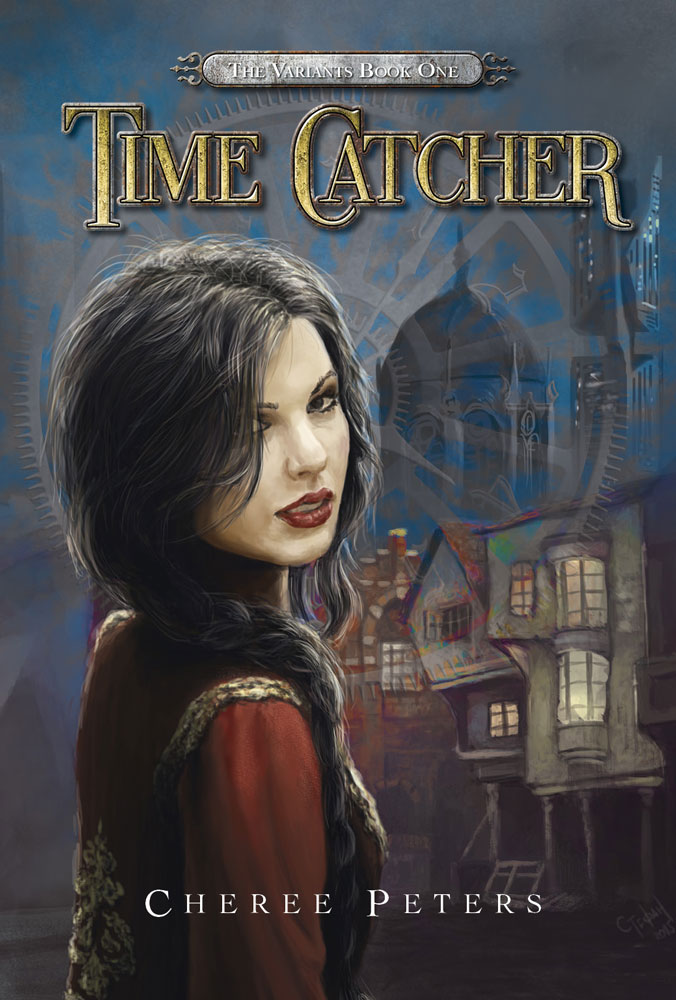 The Variants Book One
Time Catcher
Cheree Peters